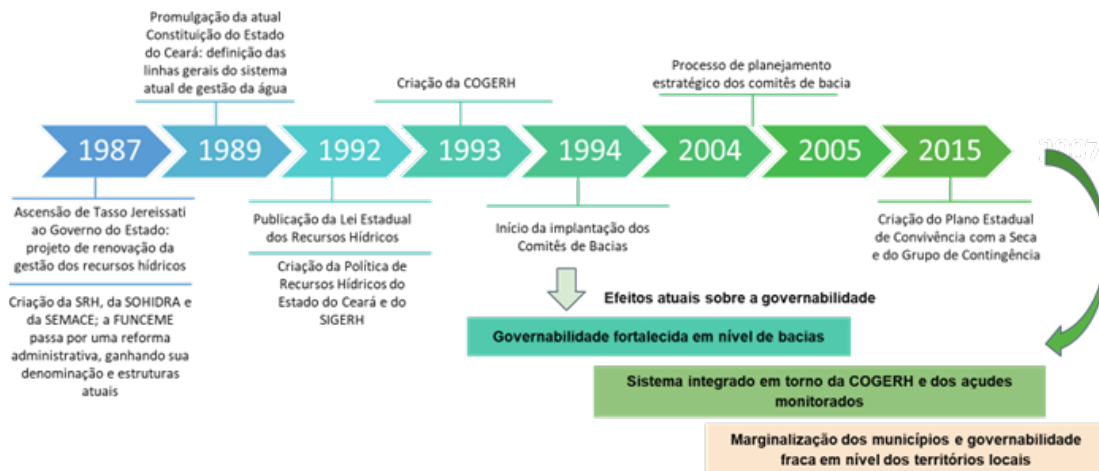 Promulgação da atual
Constituição do Estado
do Ceará: definição das
linhas gerais do sistema
atual de gestão da água
Criação da COGERH
Processo de planejamento
estratégico dos comitês de bacia
1987
1989
1992
1993
1994
2004
2005
2015
Ascensão de Tasso Jereissati
ao Governo do Estado:
projeto de renovação da
gestão dos recursos hídricos
Criação da SRH, da SOHIDRA e
da SEMACE; a FUNCEME
passa por uma reforma
administrativa, ganhando sua
denominação e estruturas
atuais
Publicação da Lei Estadual
dos Recursos Hídricos
Criação da Política de
Recursos Hídricos do
Estado do Ceará e do
SIGERH
Início da implantação dos
Comitês de Bacias
Criação do Plano Estadual
de Convivência com a Seca
e do Grupo de Contingência
Efeitos atuais sobre a governabilidade
Governabilidade fortalecida em nível de bacias
Sistema integrado em torno da COGERH e dos açudes
monitorados
Marginalização dos municípios e governabilidade
fraca em nível dos territórios locais